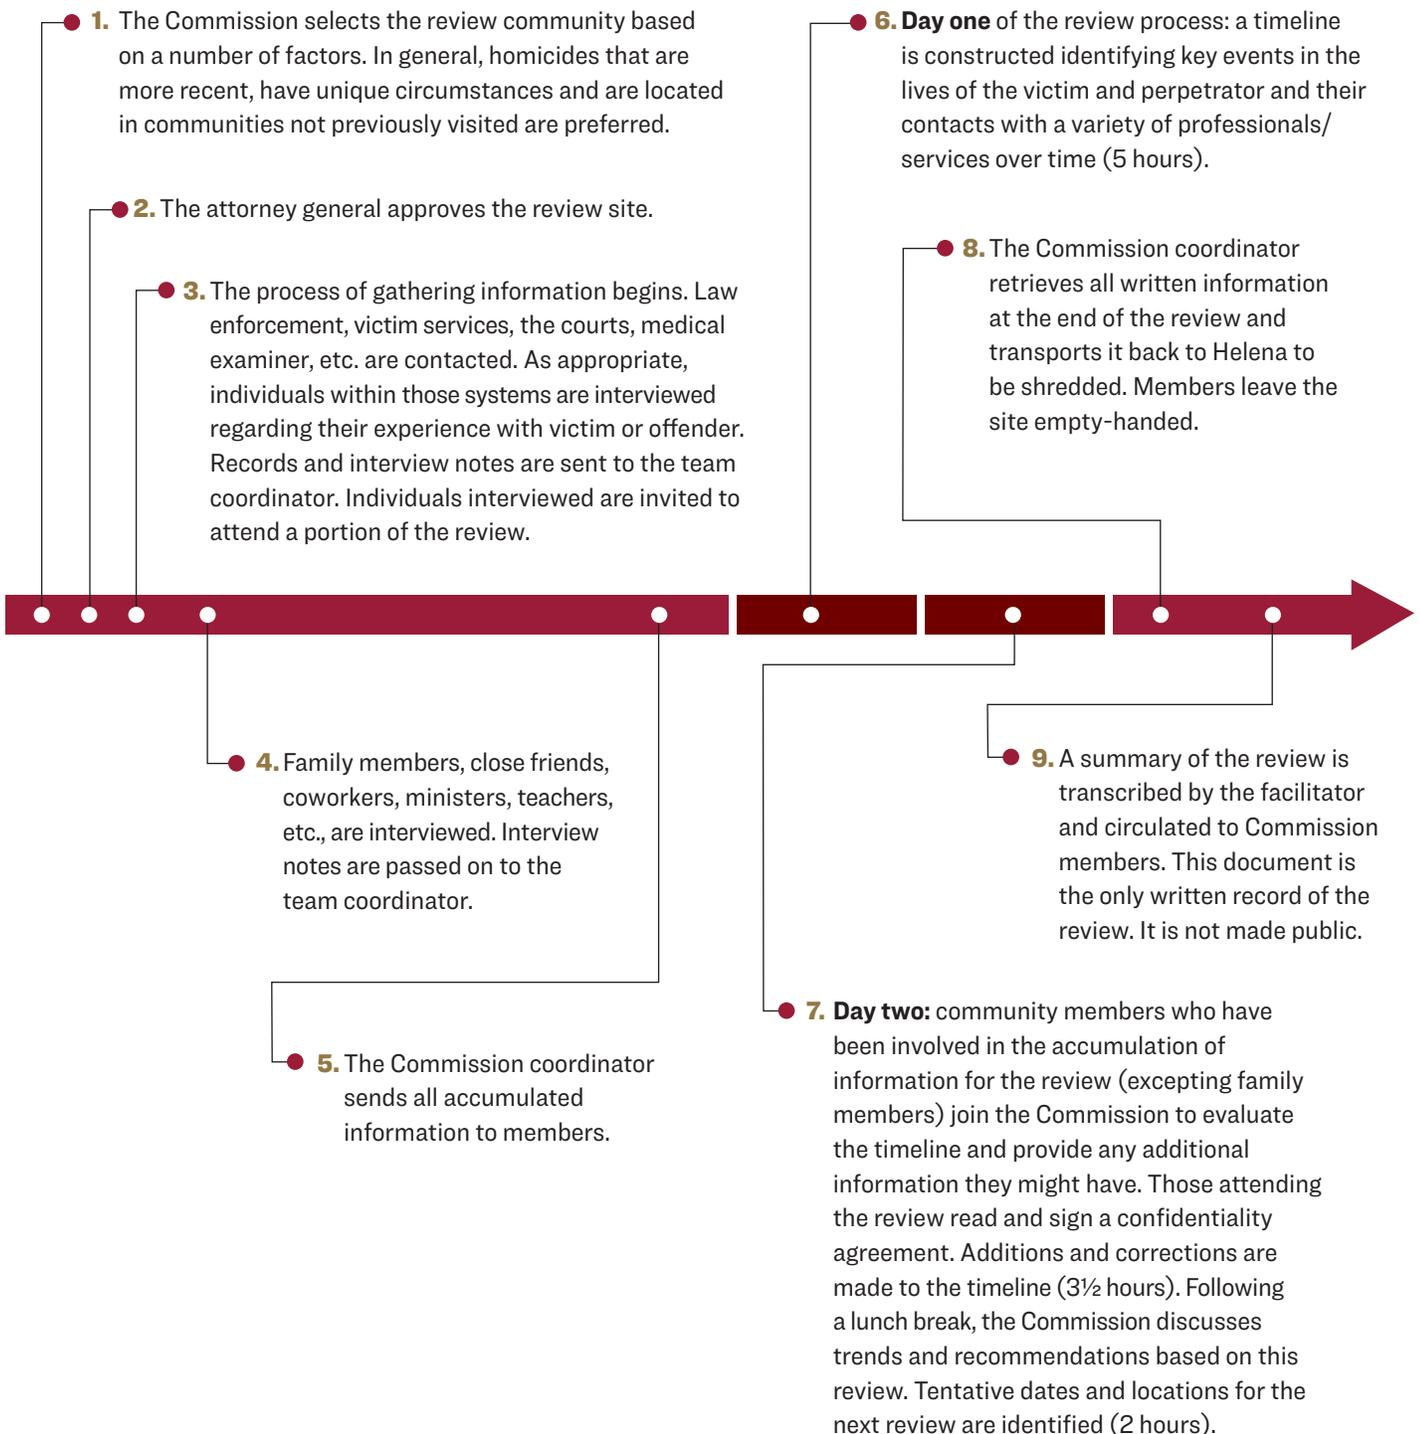 1. The Commission selects the review community based
on a number of factors. In general, homicides that are
more recent, have unique circumstances and are located
in communities not previously visited are preferred.
2. The attorney general approves the review site.
3. The process of gathering information begins. Law
enforcement, victim services, the courts, medical
examiner, etc. are contacted. As appropriate,
individuals within those systems are interviewed
regarding their experience with victim or offender.
Records and interview notes are sent to the team
coordinator. Individuals interviewed are invited to
attend a portion of the review.
4. Family members, close friends,
coworkers, ministers, teachers,
etc., are interviewed. Interview
notes are passed on to the
team coordinator.
5. The Commission coordinator
sends all accumulated
information to members.
6. Day one of the review process: a timeline
is constructed identifying key events in the
lives of the victim and perpetrator and their
contacts with a variety of professionals/
services over time (5 hours).
7. Day two: community members who have
been involved in the accumulation of
information for the review (excepting family
members) join the Commission to evaluate
the timeline and provide any additional
information they might have. Those attending
the review read and sign a confidentiality
agreement. Additions and corrections are
made to the timeline (3½ hours). Following
a lunch break, the Commission discusses
trends and recommendations based on this
review. Tentative dates and locations for the
next review are identified (2 hours).
8. The Commission coordinator
retrieves all written information
at the end of the review and
transports it back to Helena to
be shredded. Members leave the
site empty-handed.
9. A summary of the review is
transcribed by the facilitator
and circulated to Commission
members. This document is
the only written record of the
review. It is not made public.